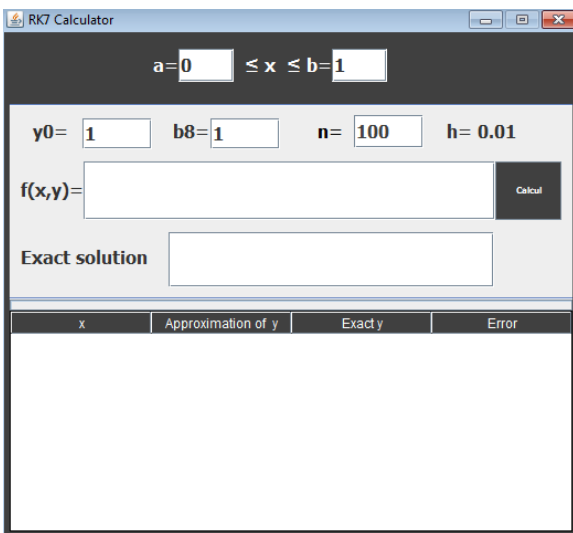 RK7 Calculator
a=0 ≤ x ≤ b=1
y0= 1 b8=1 n= 100 h= 0.01
f(x,y)= Calcul
Exact solution
x Approximation of y Exact y Error